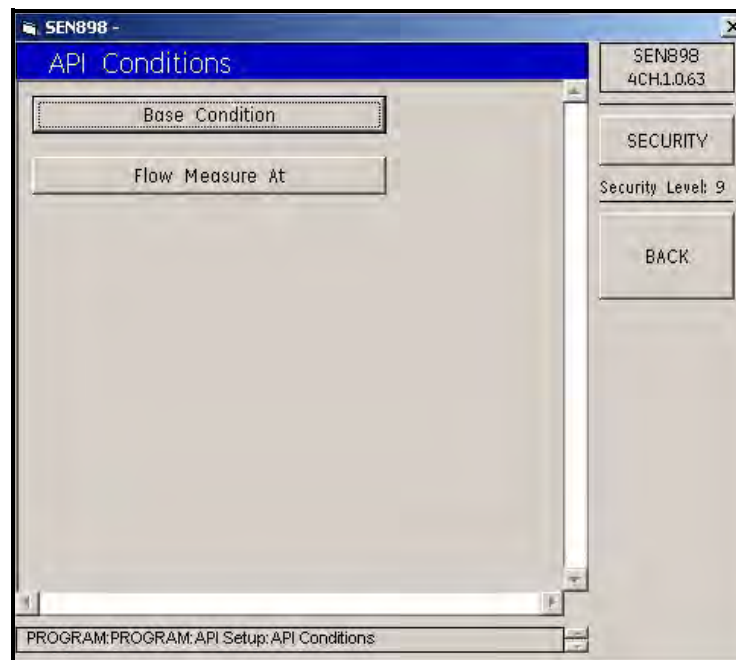 SEN898 -
API Conditions
Base Condition
Flow Measure At
SEN898
4CH.1.0.63
SECURITY
Security Level: 9
BACK
PROGRAM:PROGRAM:API Setup:API Conditions